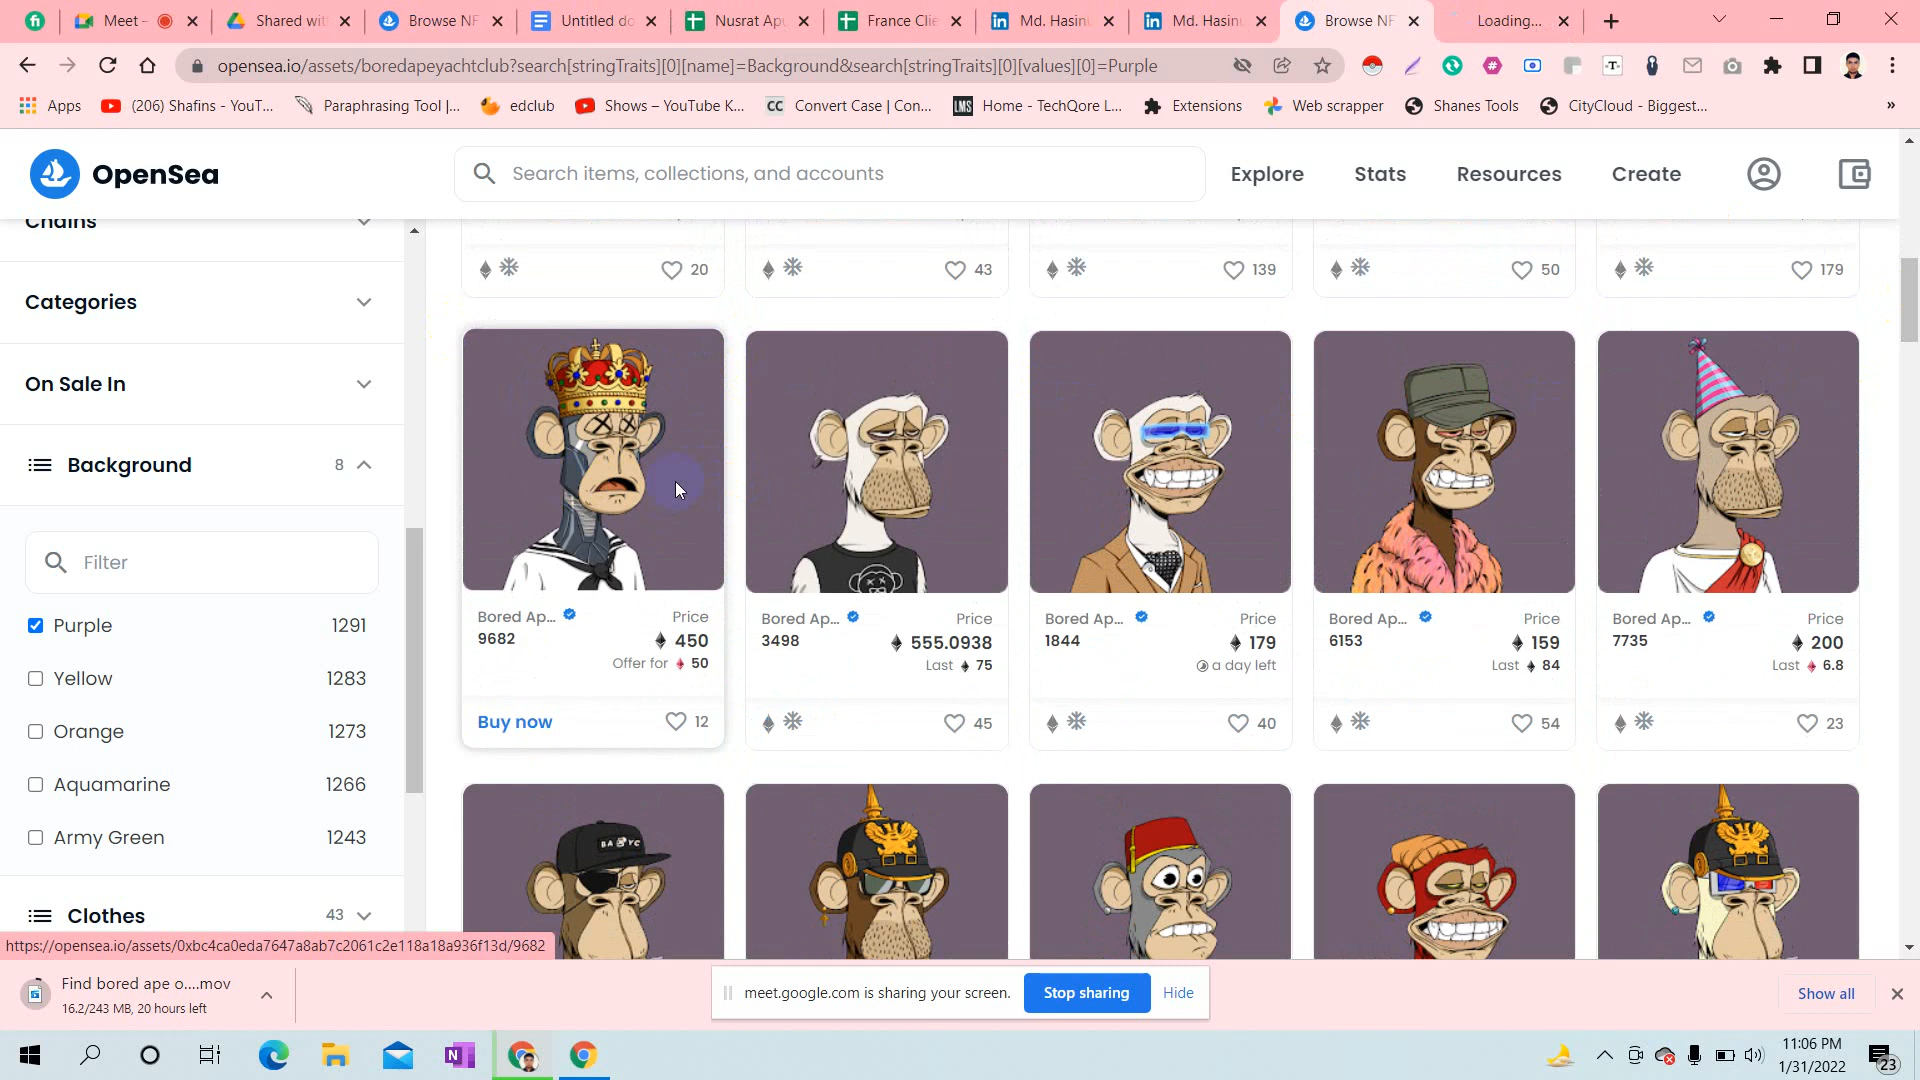 Meet -
Shared wit
Browse NF
Untitled do
Nusrat Apu
France Clie
Md. Hasinu
Md. Hasinu
Browse NF
Loading...
opensea.io/assets/boredapeyachtclub?search[stringTraits][0][name]=Background&search[stringTraits][0][values][0]=Purple
Apps
(206) Shafins - YouT...
Paraphrasing Tool |...
edclub
Shows – YouTube K...
CC Convert Case | Con...
LMS Home - TechQore L...
Extensions
Web scrapper
Shanes Tools
CityCloud - Biggest...
»
OpenSea
Search items, collections, and accounts
Explore
Stats
Resources
Create
Chains
Categories
On Sale In
Background 8
Filter
Purple 1291
Yellow 1283
Orange 1273
Aquamarine 1266
Army Green 1243
Clothes 43
20
43
139
50
179
Bored Ap... Price
9682 450
Offer for 50
Buy now 12
Bored Ap... Price
3498 555.0938
Last 75
45
Bored Ap... Price
1844 179
a day left
40
Bored Ap... Price
6153 159
Last 84
54
Bored Ap... Price
7735 200
Last 6.8
23
BAYC
https://opensea.io/assets/0xbc4ca0eda7647a8ab7c2061c2e118a18a936f13d/9682
Find bored ape o....mov
16.2/243 MB, 20 hours left
meet.google.com is sharing your screen.
Stop sharing
Hide
Show all
11:06 PM
1/31/2022
23